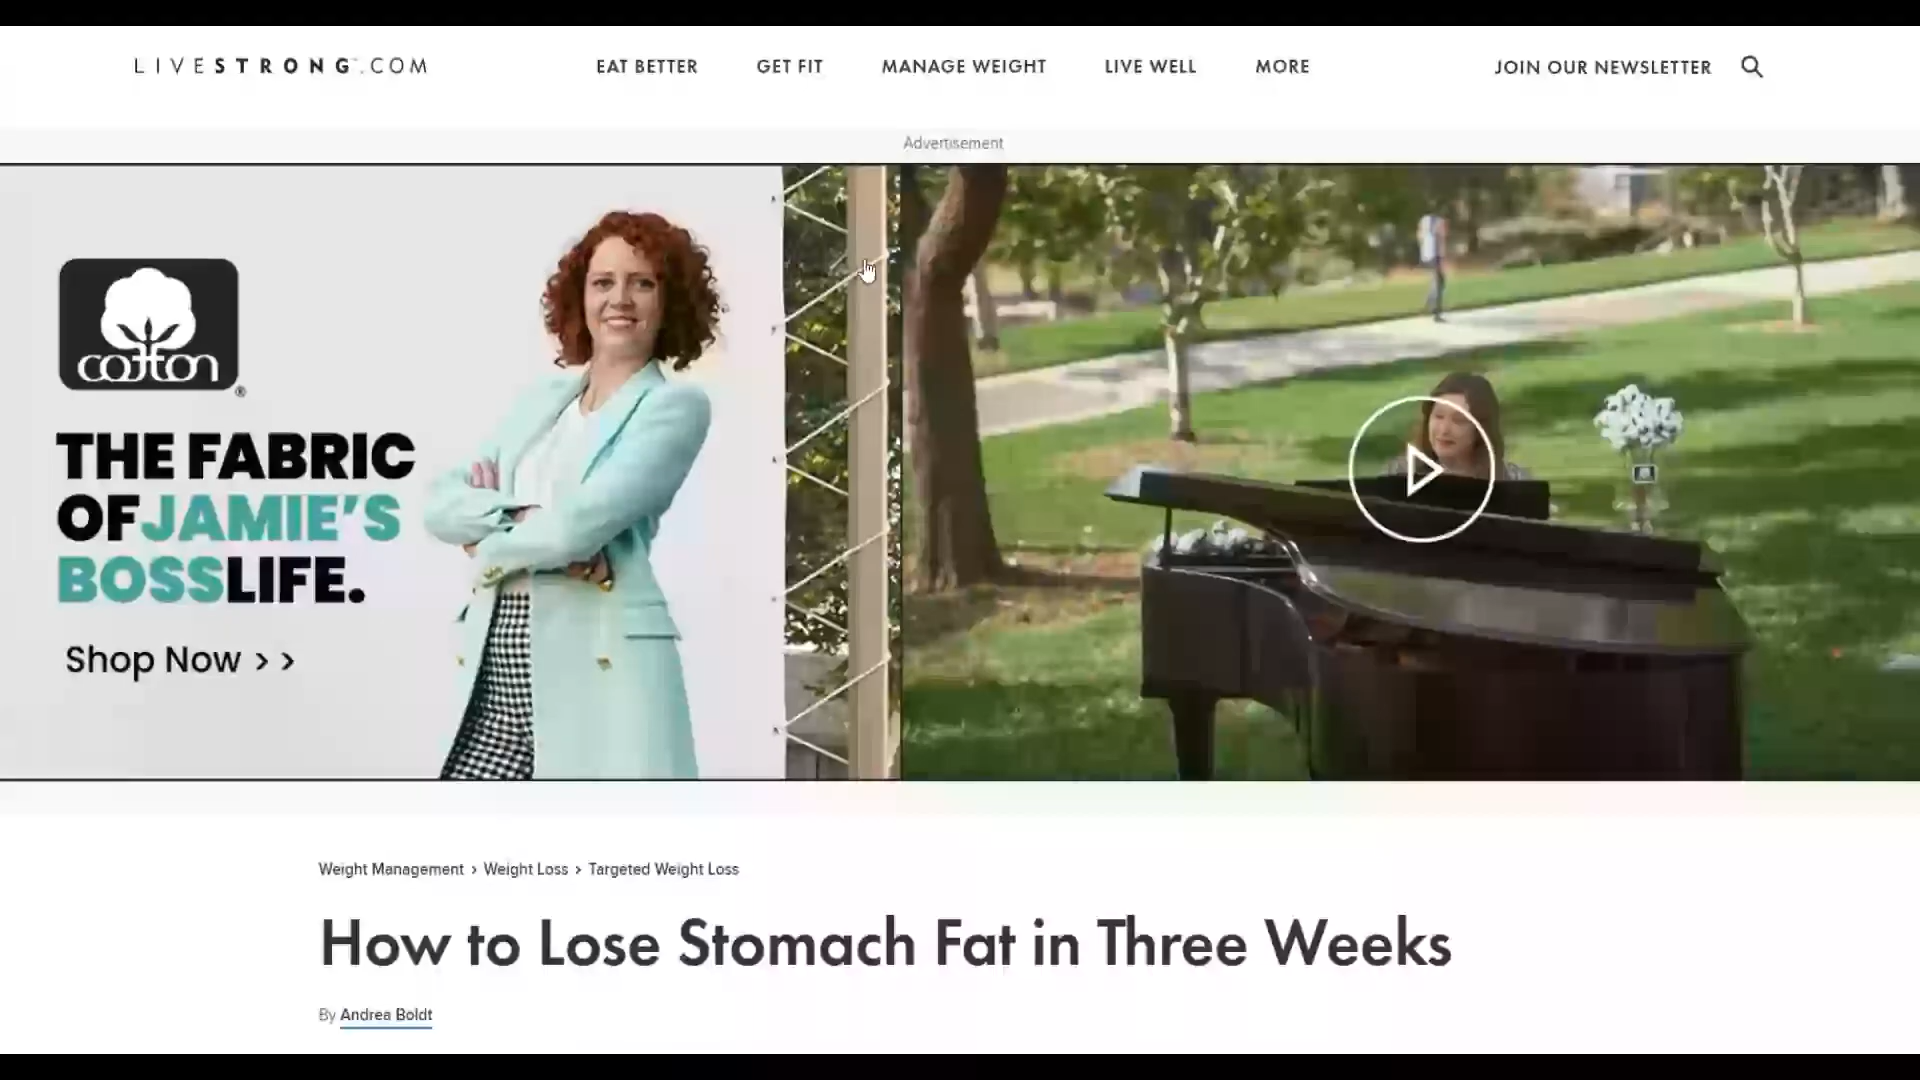 LIVESTRONG.COM
EAT BETTER
GET FIT
MANAGE WEIGHT
LIVE WELL
MORE
JOIN OUR NEWSLETTER
Advertisement
cotton
®
THE FABRIC
OF JAMIE'S
BOSS LIFE.
Shop Now > >
Weight Management > Weight Loss > Targeted Weight Loss
How to Lose Stomach Fat in Three Weeks
By Andrea Boldt